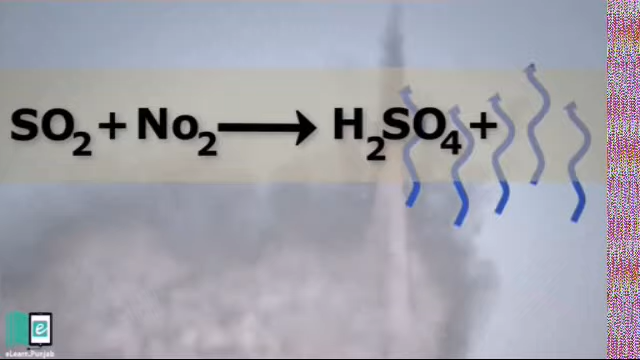 SO₂ + No₂ ⟶ H₂SO₄ +
eLearn.Punjab